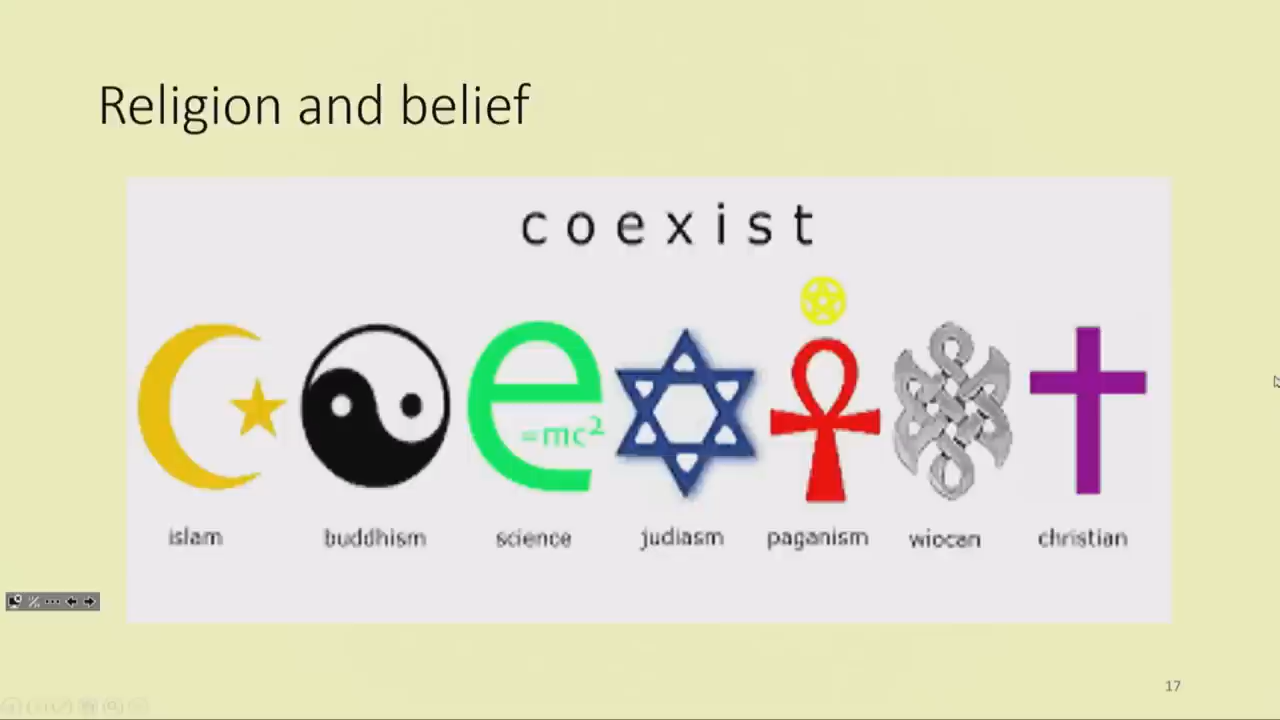 Religion and belief
coexist
e =mc²
islam buddhism science judiasm paganism wiocan christian
17